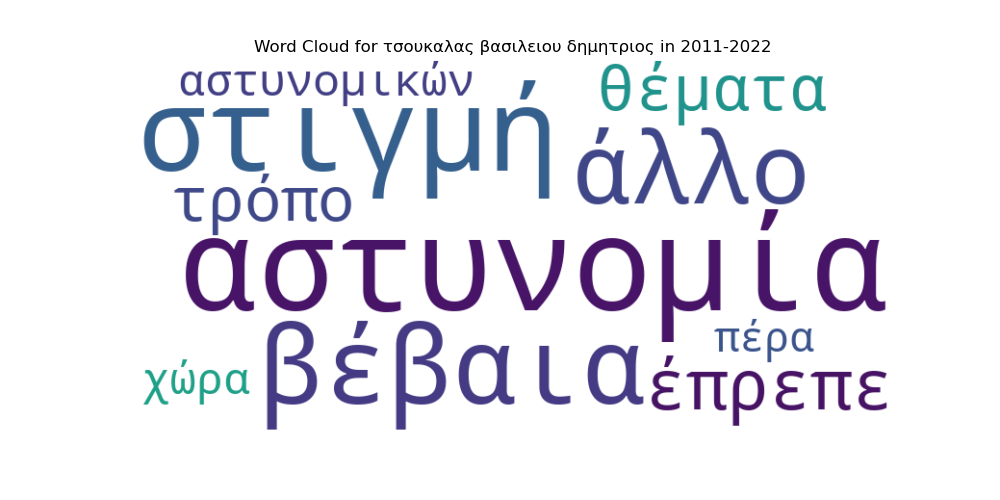 Word Cloud for τσουκαλας βασιλειου δημητριος in 2011-2022
αστυνομικών
θέματα
στιγμή
άλλο
τρόπο
αστυνομία
βέβαια
πέρα
χώρα
έπρεπε